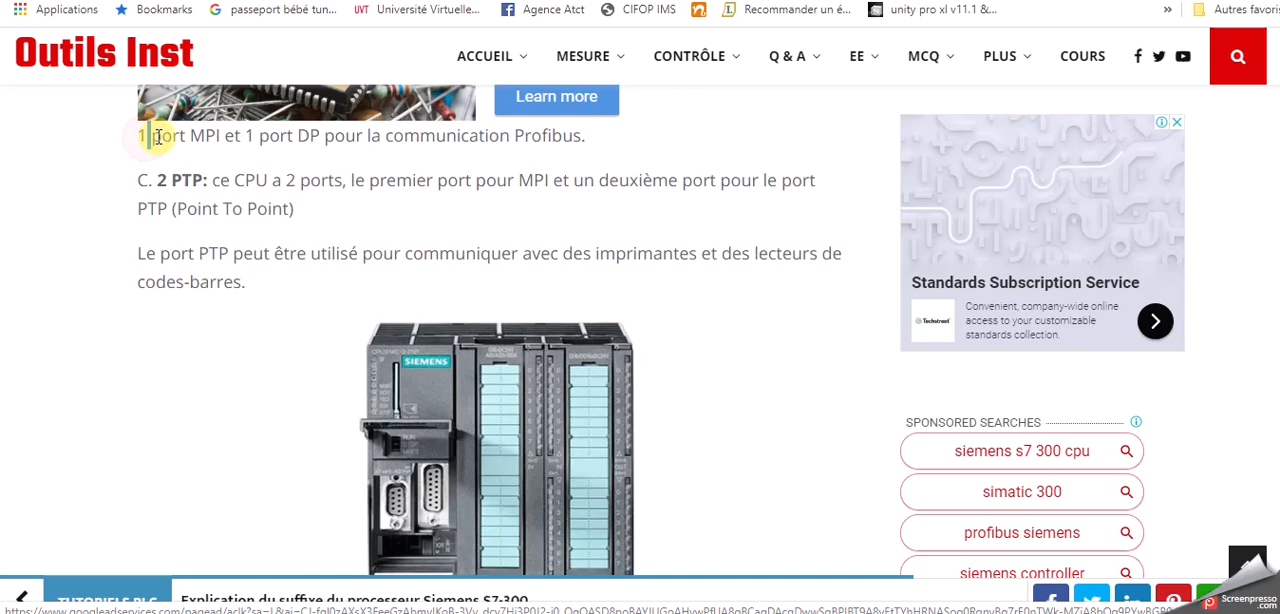 Applications
Bookmarks
passeport bébé tun...
UVT Université Virtuelle...
Agence Atct
CIFOP IMS
Recommander un é...
unity pro xl v11.1 &...
»
Autres favoris
Outils Inst
ACCUEIL
MESURE
CONTRÔLE
Q & A
EE
MCQ
PLUS
COURS
Learn more
1 port MPI et 1 port DP pour la communication Profibus.
C. 2 PTP: ce CPU a 2 ports, le premier port pour MPI et un deuxième port pour le port
PTP (Point To Point)
Le port PTP peut être utilisé pour communiquer avec des imprimantes et des lecteurs de
codes-barres.
SIEMENS
RUN
Standards Subscription Service
Techstreet
Convenient, company-wide online
access to your customizable
standards collection.
SPONSORED SEARCHES
siemens s7 300 cpu
simatic 300
profibus siemens
siemens controller
TUTORIELS PLC
Explication du suffixe du processeur Siemens S7-300
Screenpresso
.com